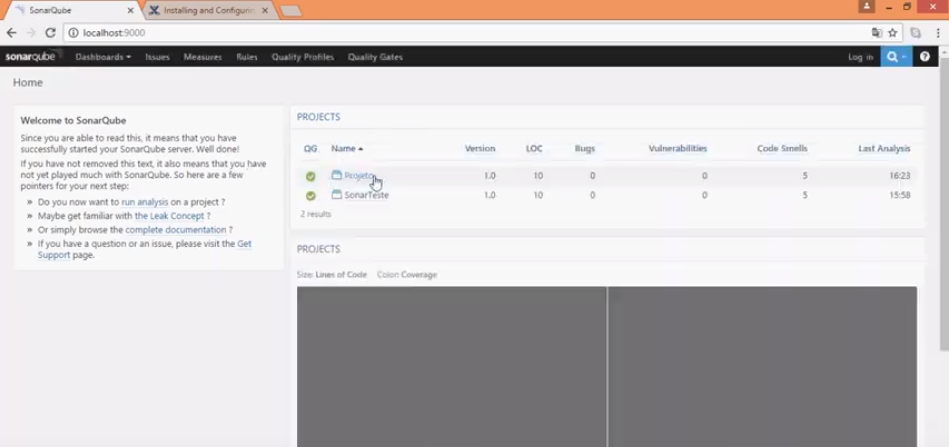 SonarQube
Installing and Configurin
localhost:9000
sonarqube Dashboards Issues Measures Rules Quality Profiles Quality Gates Log in
Home
Welcome to SonarQube
Since you are able to read this, it means that you have
successfully started your SonarQube server. Well done!
If you have not removed this text, it also means that you have
not yet played much with SonarQube. So here are a few
pointers for your next step:
» Do you now want to run analysis on a project ?
» Maybe get familiar with the Leak Concept ?
» Or simply browse the complete documentation ?
» If you have a question or an issue, please visit the Get
Support page.
PROJECTS
QG Name Version LOC Bugs Vulnerabilities Code Smells Last Analysis
Projeto 1.0 10 0 0 5 16:23
SonarTeste 1.0 10 0 0 5 15:58
2 results
PROJECTS
Size: Lines of Code Color: Coverage